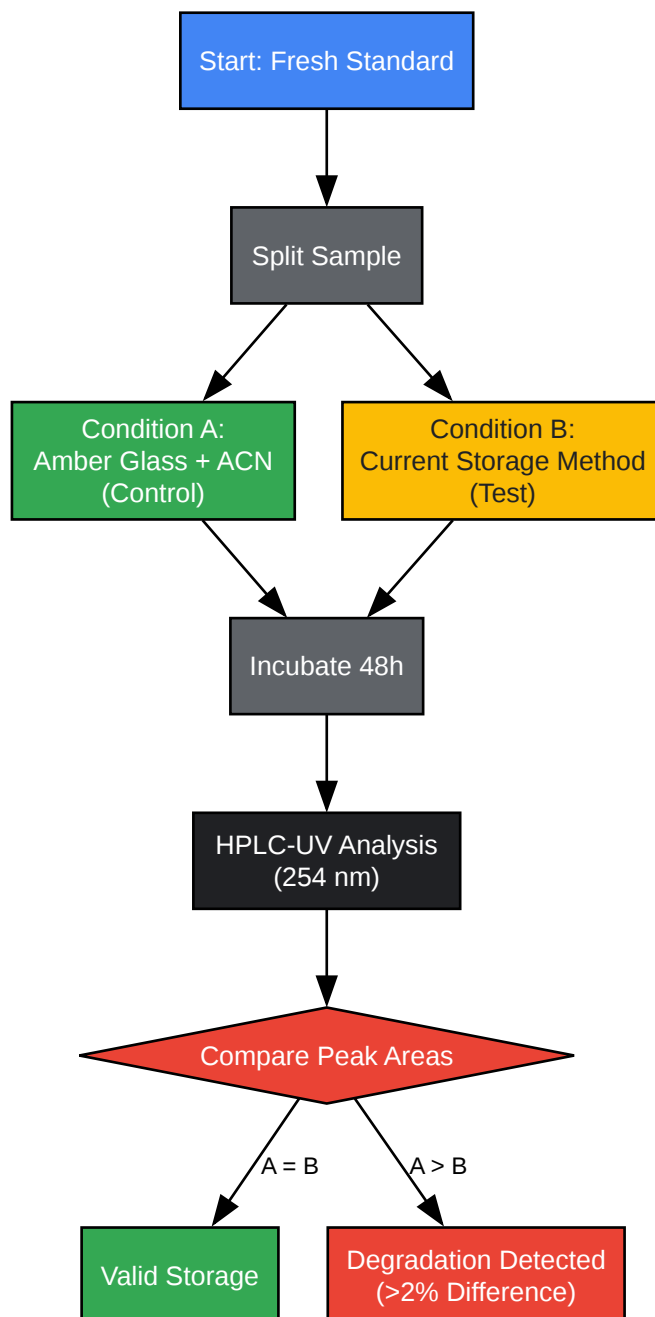 Start: Fresh Standard
Split Sample
Condition A:
Amber Glass + ACN
(Control)
Condition B:
Current Storage Method
(Test)
Incubate 48h
HPLC-UV Analysis
(254 nm)
Compare Peak Areas
A = B
A > B
Valid Storage
Degradation Detected
(>2% Difference)